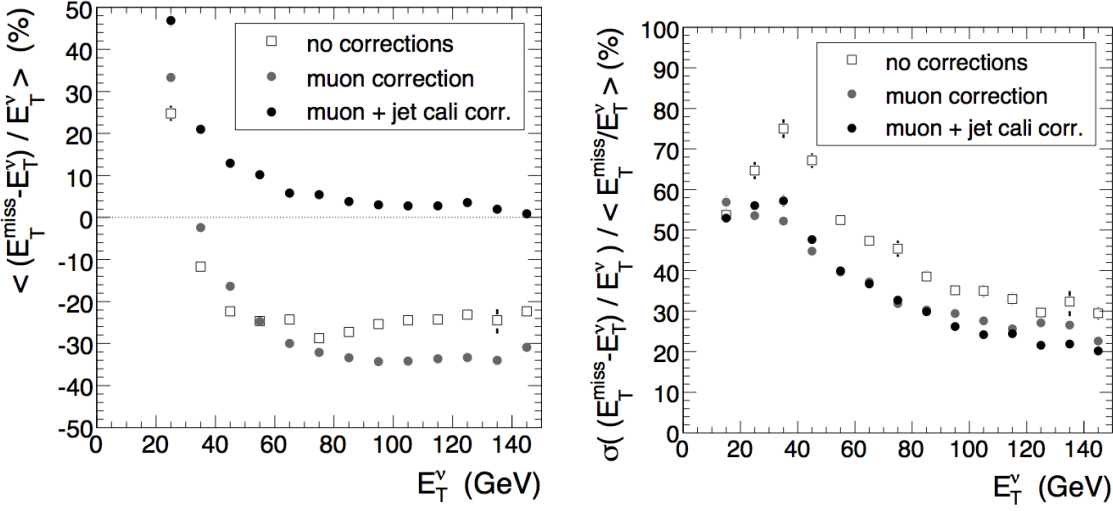 < (E_T^miss-E_T^ν) / E_T^ν > (%)
50
40
30
20
10
0
-10
-20
-30
-40
-50
no corrections
muon correction
muon + jet cali corr.
0 20 40 60 80 100 120 140
E_T^ν (GeV)
σ( (E_T^miss-E_T^ν) / E_T^ν ) / < E_T^miss/E_T^ν > (%)
100
90
80
70
60
50
40
30
20
10
0
no corrections
muon correction
muon + jet cali corr.
0 20 40 60 80 100 120 140
E_T^ν (GeV)